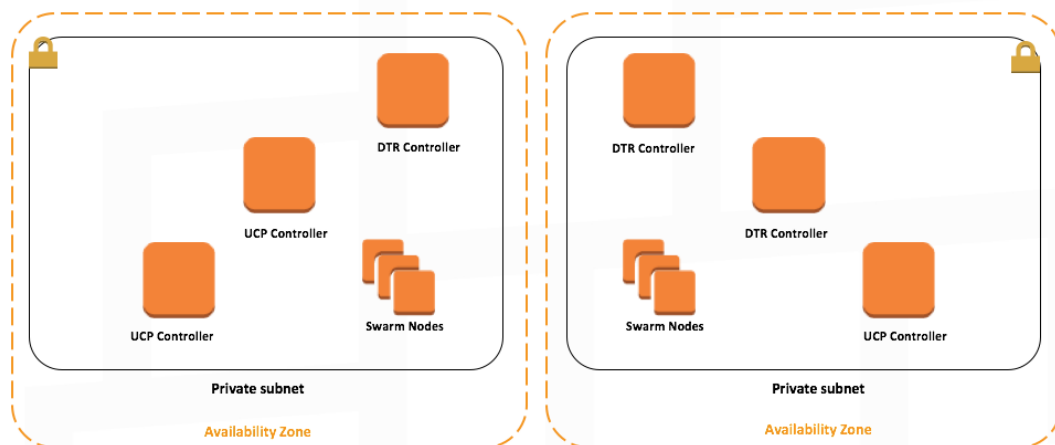 DTR Controller
UCP Controller
UCP Controller
Swarm Nodes
Private subnet
Availability Zone
DTR Controller
DTR Controller
Swarm Nodes
UCP Controller
Private subnet
Availability Zone